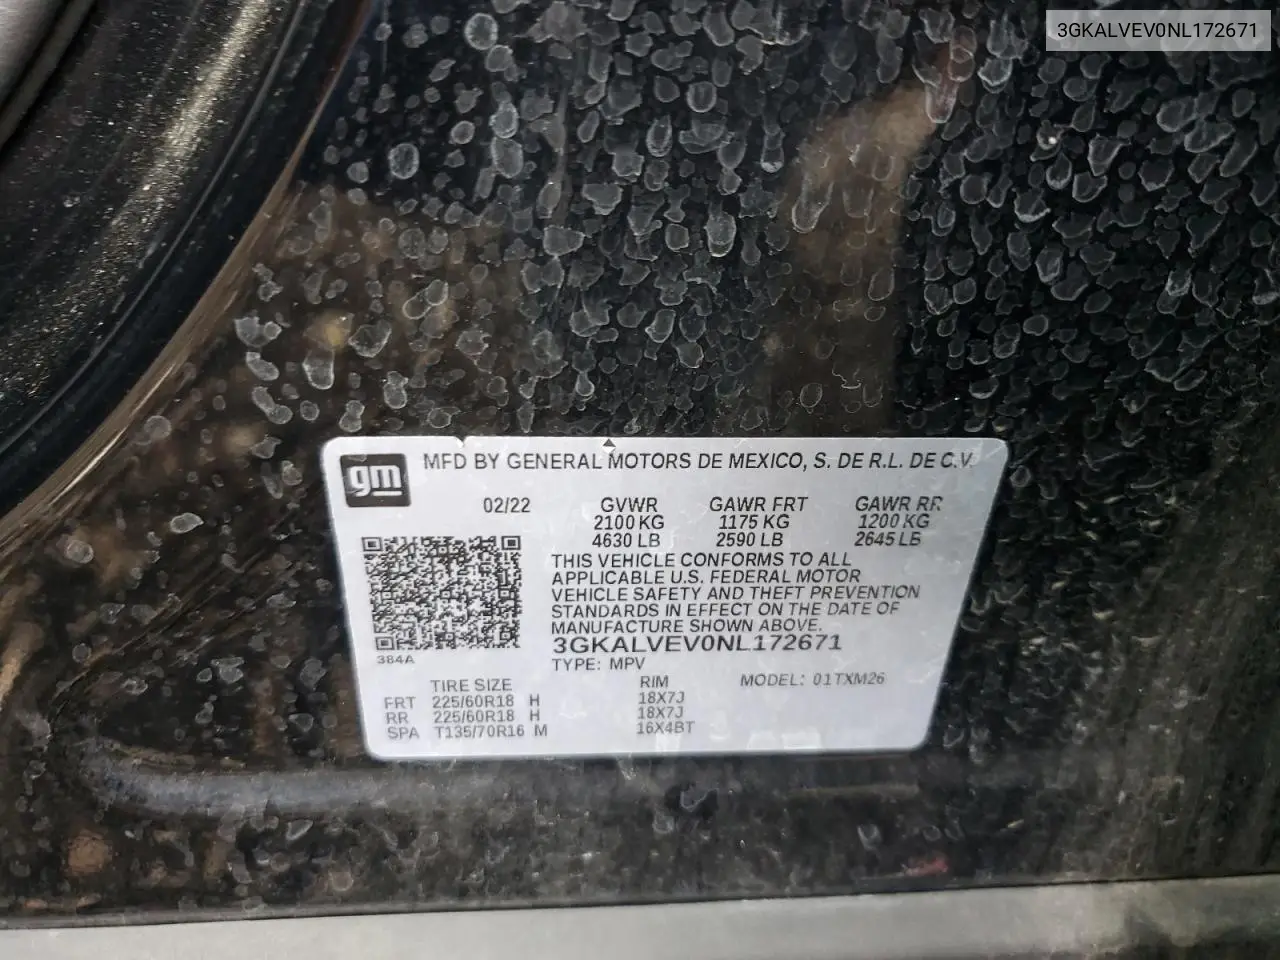 3GKALVEV0NL172671
gm
MFD BY GENERAL MOTORS DE MEXICO, S. DE R.L. DE C.V.
02/22 GVWR GAWR FRT GAWR RR
2100 KG 1175 KG 1200 KG
4630 LB 2590 LB 2645 LB
THIS VEHICLE CONFORMS TO ALL
APPLICABLE U.S. FEDERAL MOTOR
VEHICLE SAFETY AND THEFT PREVENTION
STANDARDS IN EFFECT ON THE DATE OF
MANUFACTURE SHOWN ABOVE.
3GKALVEV0NL172671
384A
TYPE: MPV MODEL: 01TXM26
TIRE SIZE RIM
FRT 225/60R18 H 18X7J
RR 225/60R18 H 18X7J
SPA T135/70R16 M 16X4BT